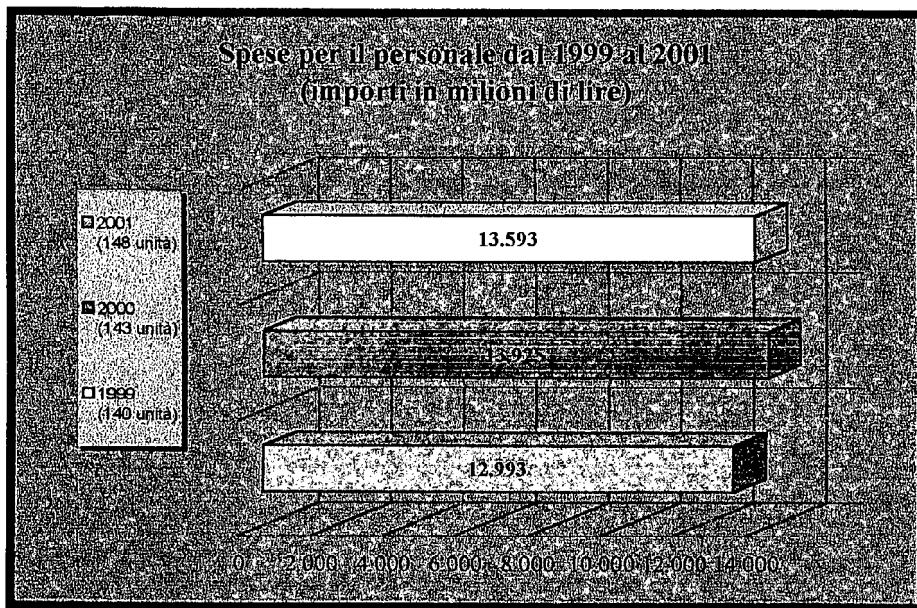 Spese per il personale dal 1999 al 2001
(importi in milioni di lire)
2001
(148 unità)
2000
(143 unità)
1999
(140 unità)
13.593
13.925
12.993
0 2.000 4.000 6.000 8.000 10.000 12.000 14.000